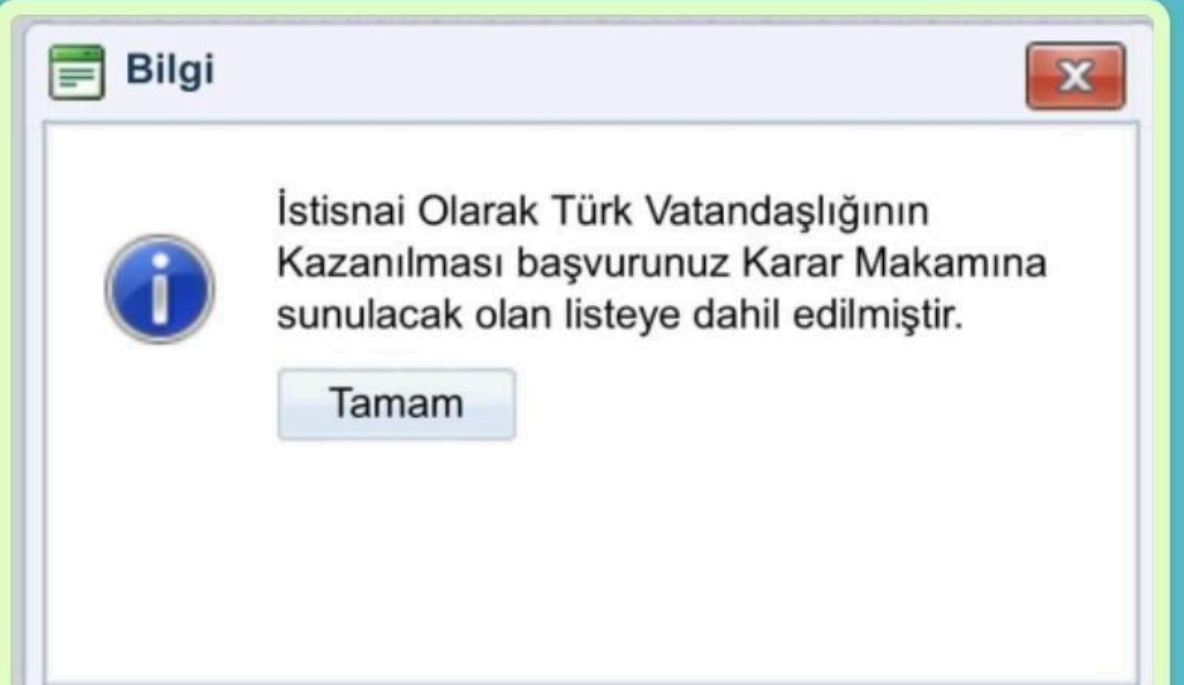 Bilgi
İstisnai Olarak Türk Vatandaşlığının
Kazanılması başvurunuz Karar Makamına
sunulacak olan listeye dahil edilmiştir.
Tamam